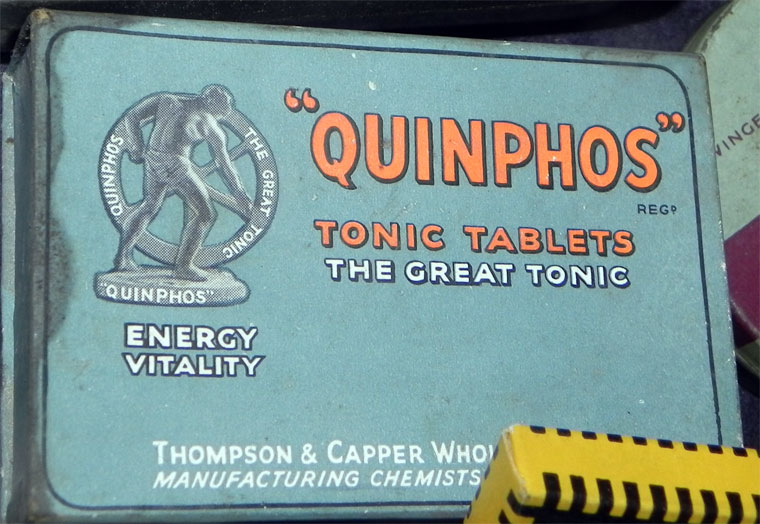 "QUINPHOS"
REGD
TONIC TABLETS
THE GREAT TONIC
QUINPHOS
THE GREAT TONIC
"QUINPHOS"
ENERGY
VITALITY
THOMPSON & CAPPER
MANUFACTURING CHEMISTS